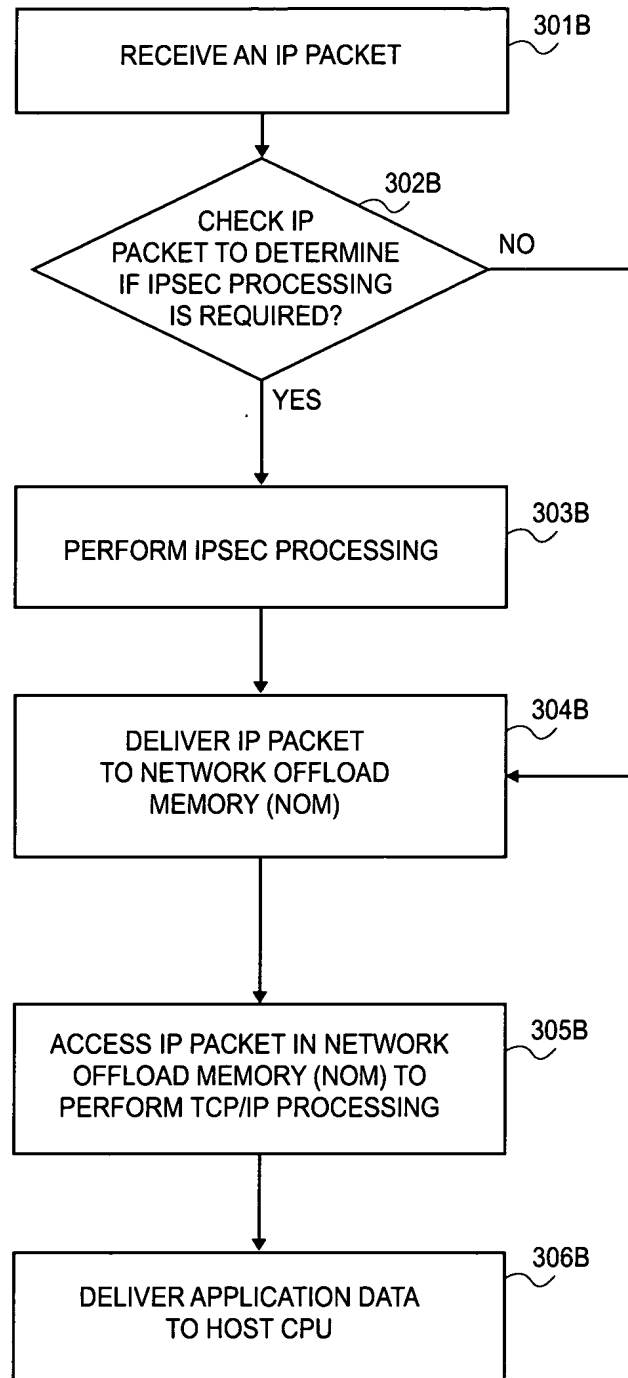 RECEIVE AN IP PACKET
301B
302B
CHECK IP
PACKET TO DETERMINE
IF IPSEC PROCESSING
IS REQUIRED?
NO
YES
303B
PERFORM IPSEC PROCESSING
304B
DELIVER IP PACKET
TO NETWORK OFFLOAD
MEMORY (NOM)
305B
ACCESS IP PACKET IN NETWORK
OFFLOAD MEMORY (NOM) TO
PERFORM TCP/IP PROCESSING
306B
DELIVER APPLICATION DATA
TO HOST CPU